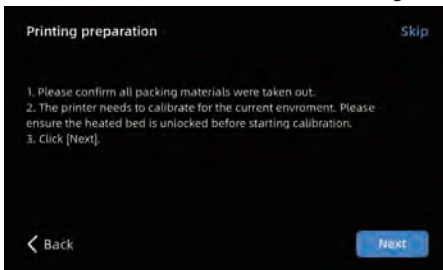 Printing preparation
Skip
1. Please confirm all packing materials were taken out.
2. The printer needs to calibrate for the current enviroment. Please
ensure the heated bed is unlocked before starting calibration.
3. Click [Next].
Back
Next